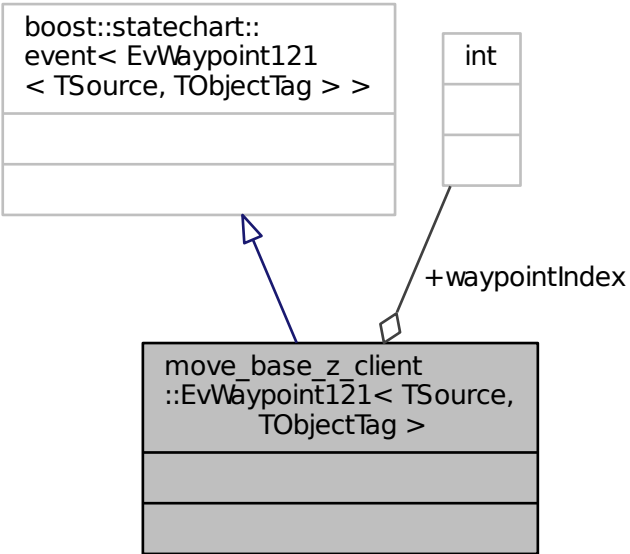 boost::statechart::
event< EvWaypoint121
< TSource, TObjectTag > >
int
+waypointIndex
move_base_z_client
::EvWaypoint121< TSource,
TObjectTag >